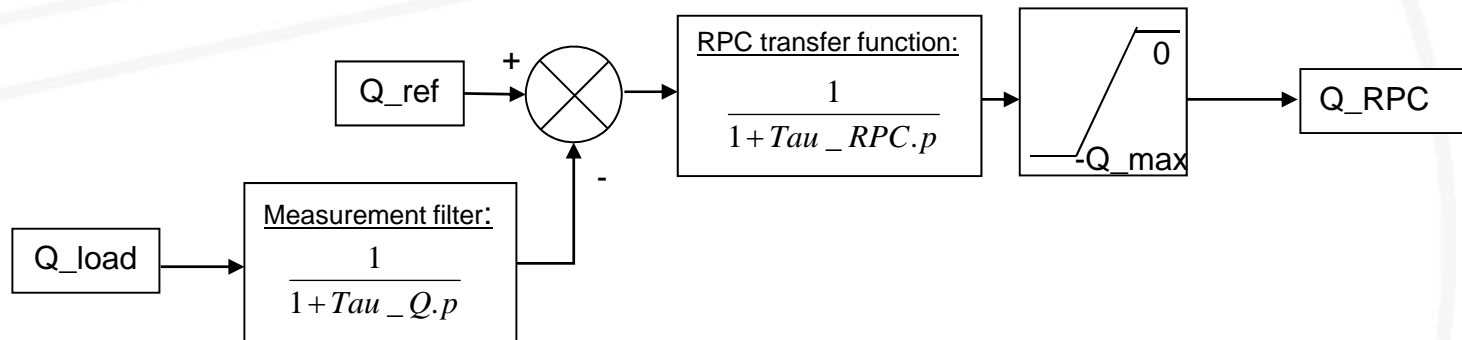 RPC transfer function:
1
1+Tau_RPC.p
+
Q_ref
0
-Q_max
Q_RPC
-
Measurement filter:
1
1+Tau_Q.p
Q_load